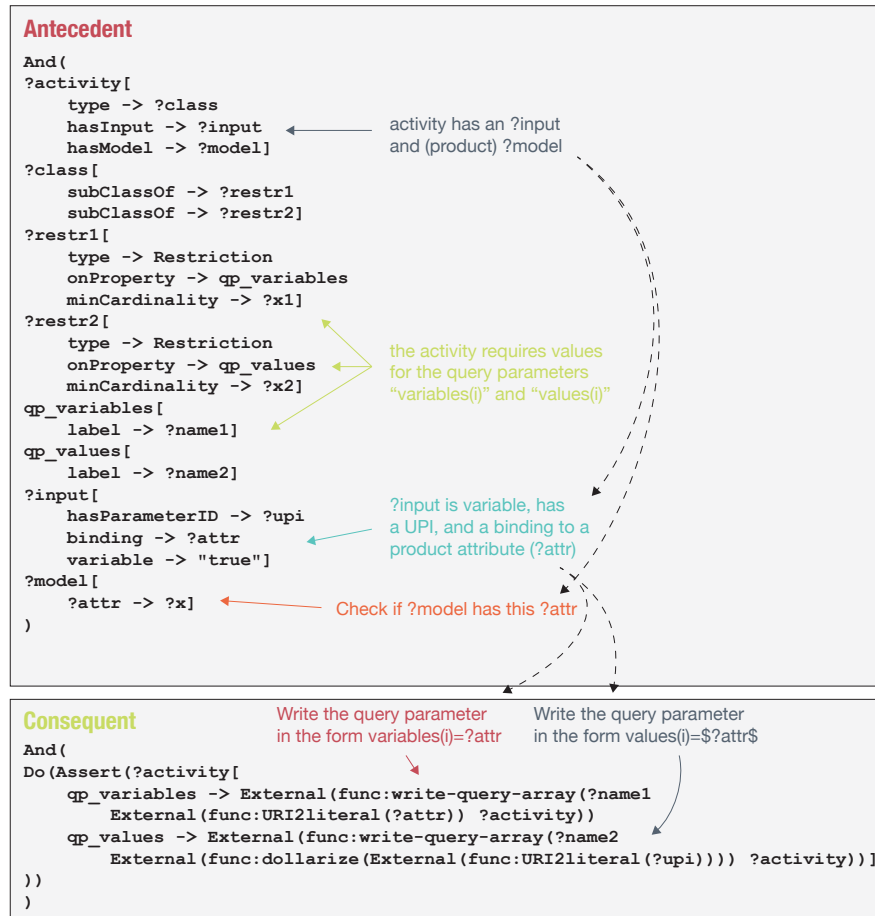 Antecedent
And(
?activity[
type -> ?class
hasInput -> ?input
hasModel -> ?model]
activity has an ?input
and (product) ?model
?class[
subClassOf -> ?restr1
subClassOf -> ?restr2]
?restr1[
type -> Restriction
onProperty -> qp_variables
minCardinality -> ?x1]
?restr2[
type -> Restriction
onProperty -> qp_values
minCardinality -> ?x2]
the activity requires values
for the query parameters
“variables(i)” and “values(i)”
qp_variables[
label -> ?name1]
qp_values[
label -> ?name2]
?input[
hasParameterID -> ?upi
binding -> ?attr
variable -> "true"]
?input is variable, has
a UPI, and a binding to a
product attribute (?attr)
?model[
?attr -> ?x]
Check if ?model has this ?attr
)
Consequent
Write the query parameter
in the form variables(i)=?attr
Write the query parameter
in the form values(i)=$?attr$
And(
Do(Assert(?activity[
qp_variables -> External(func:write-query-array(?name1
External(func:URI2literal(?attr)) ?activity))
qp_values -> External(func:write-query-array(?name2
External(func:dollarize(External(func:URI2literal(?upi)))) ?activity))]
))
)